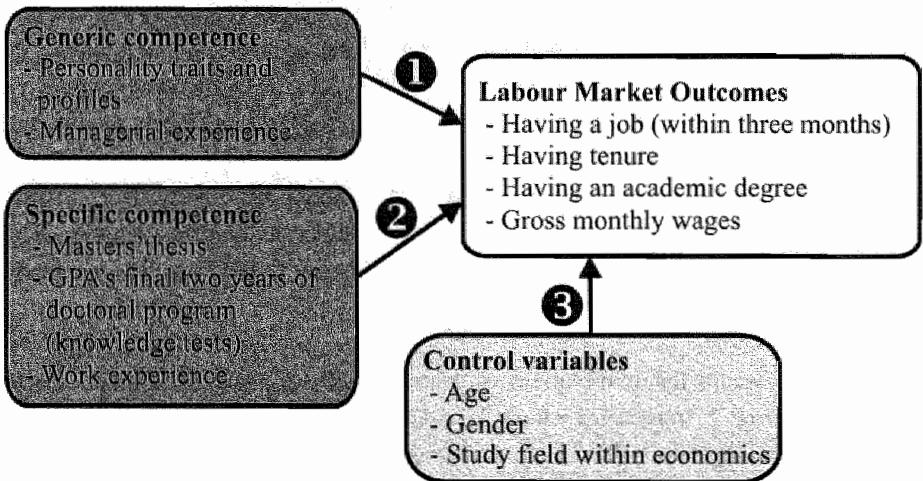 Generic competence
- Personality traits and
profiles
- Managerial experience
1
Labour Market Outcomes
- Having a job (within three months)
- Having tenure
- Having an academic degree
- Gross monthly wages
Specific competence
- Masters' thesis
- GPA's final two years of
doctoral program
(knowledge tests)
- Work experience
2
3
Control variables
- Age
- Gender
- Study field within economics